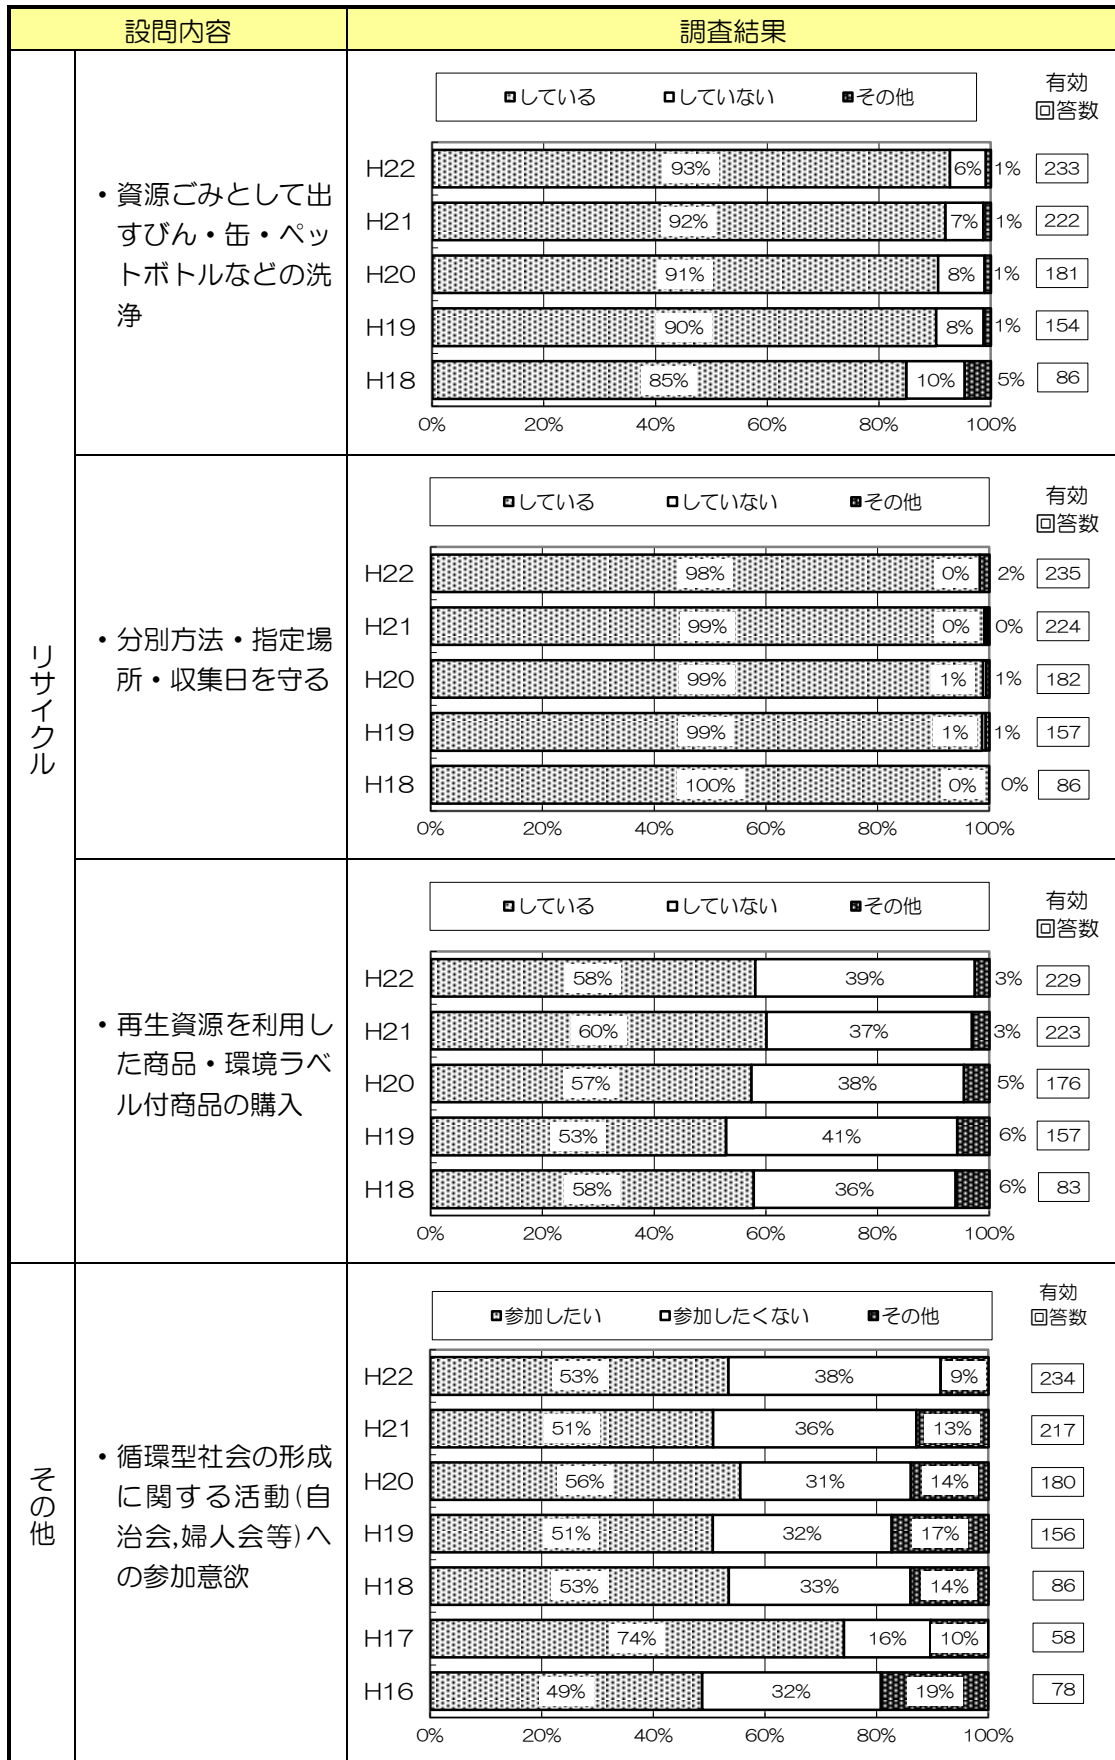 設問内容
調査結果
リサイクル
・資源ごみとして出
すびん・缶・ペッ
トボトルなどの洗
浄
している していない その他
有効
回答数
H22 93% 6% 1% 233
H21 92% 7% 1% 222
H20 91% 8% 1% 181
H19 90% 8% 1% 154
H18 85% 10% 5% 86
0% 20% 40% 60% 80% 100%
・分別方法・指定場
所・収集日を守る
している していない その他
有効
回答数
H22 98% 0% 2% 235
H21 99% 0% 0% 224
H20 99% 1% 1% 182
H19 99% 1% 1% 157
H18 100% 0% 0% 86
0% 20% 40% 60% 80% 100%
・再生資源を利用し
た商品・環境ラベ
ル付商品の購入
している していない その他
有効
回答数
H22 58% 39% 3% 229
H21 60% 37% 3% 223
H20 57% 38% 5% 176
H19 53% 41% 6% 157
H18 58% 36% 6% 83
0% 20% 40% 60% 80% 100%
その他
・循環型社会の形成
に関する活動(自
治会,婦人会等)へ
の参加意欲
参加したい 参加したくない その他
有効
回答数
H22 53% 38% 9% 234
H21 51% 36% 13% 217
H20 56% 31% 14% 180
H19 51% 32% 17% 156
H18 53% 33% 14% 86
H17 74% 16% 10% 58
H16 49% 32% 19% 78
0% 20% 40% 60% 80% 100%